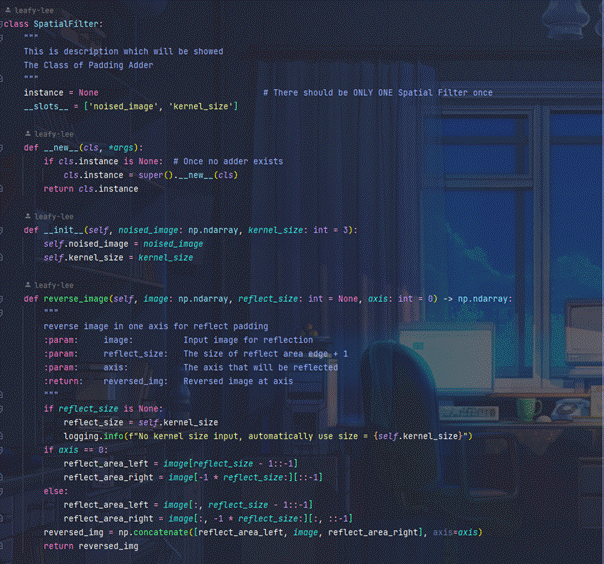 leafy-lee
class SpatialFilter:
"""
This is description which will be showed
The Class of Padding Adder
"""
instance = None # There should be ONLY ONE Spatial Filter once
__slots__ = ['noised_image', 'kernel_size']
leafy-lee
def __new__(cls, *args):
if cls.instance is None: # Once no adder exists
cls.instance = super().__new__(cls)
return cls.instance
leafy-lee
def __init__(self, noised_image: np.ndarray, kernel_size: int = 3):
self.noised_image = noised_image
self.kernel_size = kernel_size
leafy-lee
def reverse_image(self, image: np.ndarray, reflect_size: int = None, axis: int = 0) -> np.ndarray:
"""
reverse image in one axis for reflect padding
:param: image: Input image for reflection
:param: reflect_size: The size of reflect area edge + 1
:param: axis: The axis that will be reflected
:return: reversed_img: Reversed image at axis
"""
if reflect_size is None:
reflect_size = self.kernel_size
logging.info(f"No kernel size input, automatically use size = {self.kernel_size}")
if axis == 0:
reflect_area_left = image[reflect_size - 1::-1]
reflect_area_right = image[-1 * reflect_size:][::-1]
else:
reflect_area_left = image[:, reflect_size - 1::-1]
reflect_area_right = image[:, -1 * reflect_size:][:, ::-1]
reversed_img = np.concatenate([reflect_area_left, image, reflect_area_right], axis=axis)
return reversed_img